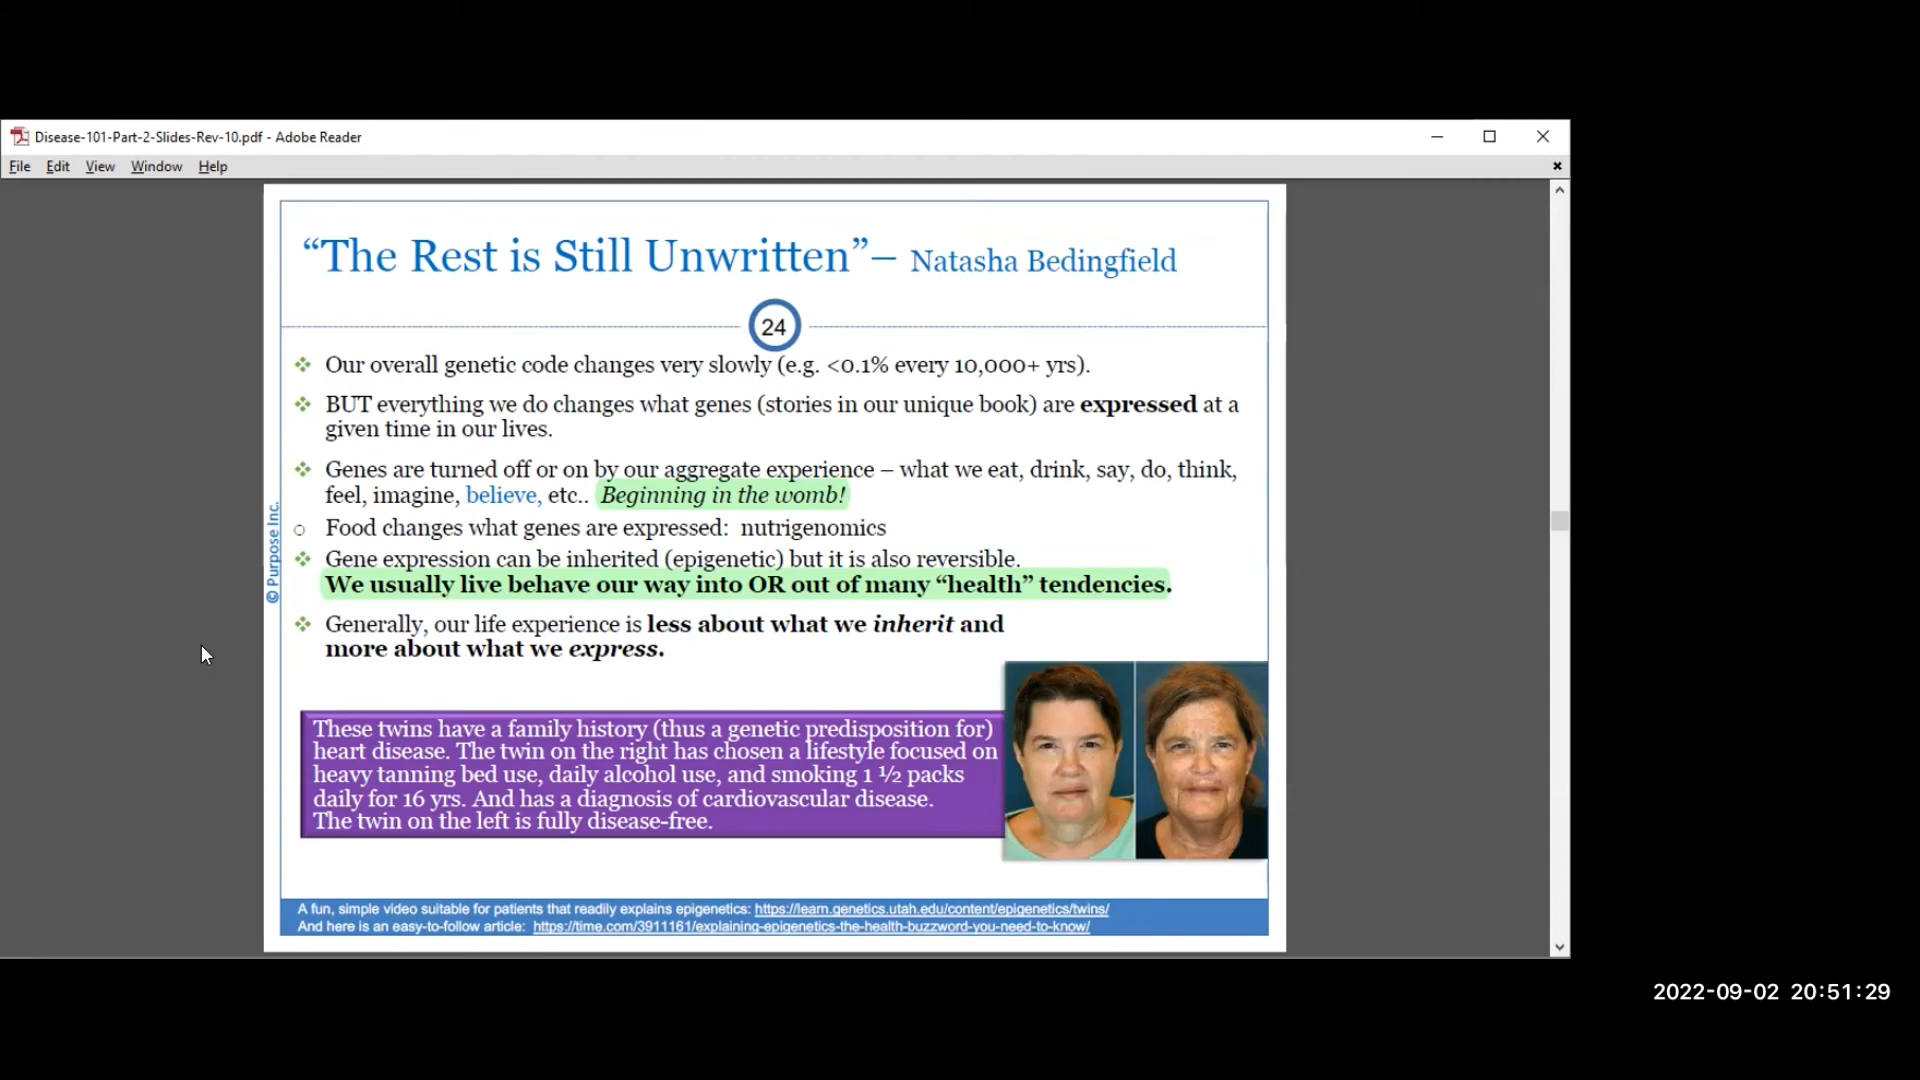 Disease-101-Part-2-Slides-Rev-10.pdf - Adobe Reader
File Edit View Window Help
“The Rest is Still Unwritten”– Natasha Bedingfield
24
Our overall genetic code changes very slowly (e.g. <0.1% every 10,000+ yrs).
BUT everything we do changes what genes (stories in our unique book) are expressed at a
given time in our lives.
Genes are turned off or on by our aggregate experience – what we eat, drink, say, do, think,
feel, imagine, believe, etc.. Beginning in the womb!
Food changes what genes are expressed: nutrigenomics
Gene expression can be inherited (epigenetic) but it is also reversible.
We usually live behave our way into OR out of many “health” tendencies.
Generally, our life experience is less about what we inherit and
more about what we express.
© Purpose Inc.
These twins have a family history (thus a genetic predisposition for)
heart disease. The twin on the right has chosen a lifestyle focused on
heavy tanning bed use, daily alcohol use, and smoking 1 ½ packs
daily for 16 yrs. And has a diagnosis of cardiovascular disease.
The twin on the left is fully disease-free.
A fun, simple video suitable for patients that readily explains epigenetics: https://learn.genetics.utah.edu/content/epigenetics/twins/
And here is an easy-to-follow article: https://time.com/3911161/explaining-epigenetics-the-health-buzzword-you-need-to-know/
2022-09-02 20:51:29